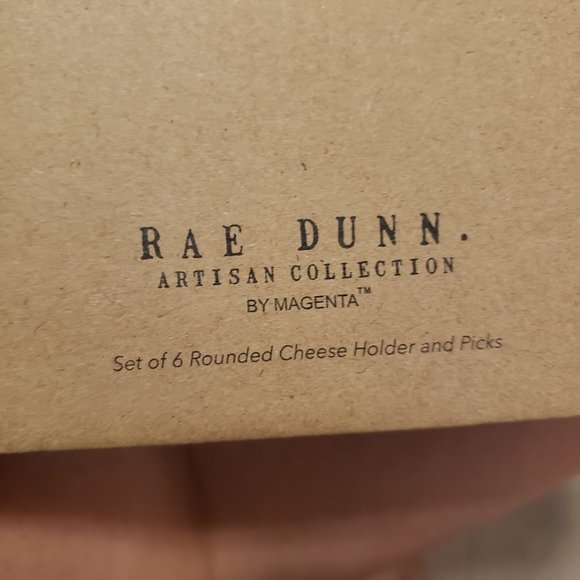 RAE DUNN.
ARTISAN COLLECTION
BY MAGENTA™
Set of 6 Rounded Cheese Holder and Picks